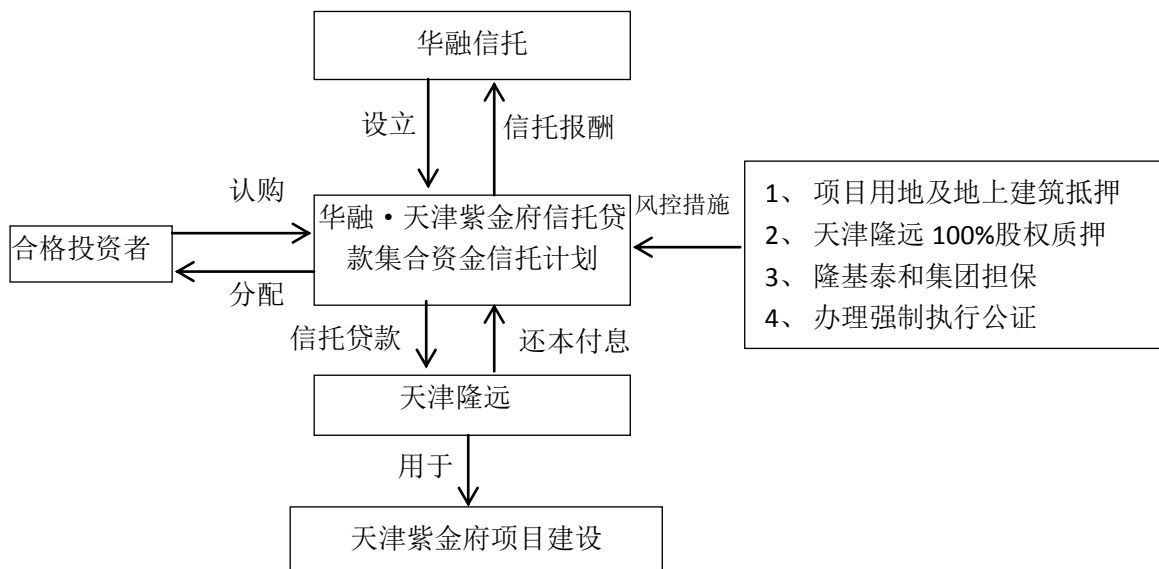 华融信托
设立
信托报酬
认购
合格投资者
分配
华融·天津紫金府信托贷
款集合资金信托计划
风控措施
1、 项目用地及地上建筑抵押
2、 天津隆远 100%股权质押
3、 隆基泰和集团担保
4、 办理强制执行公证
信托贷款
还本付息
天津隆远
用于
天津紫金府项目建设